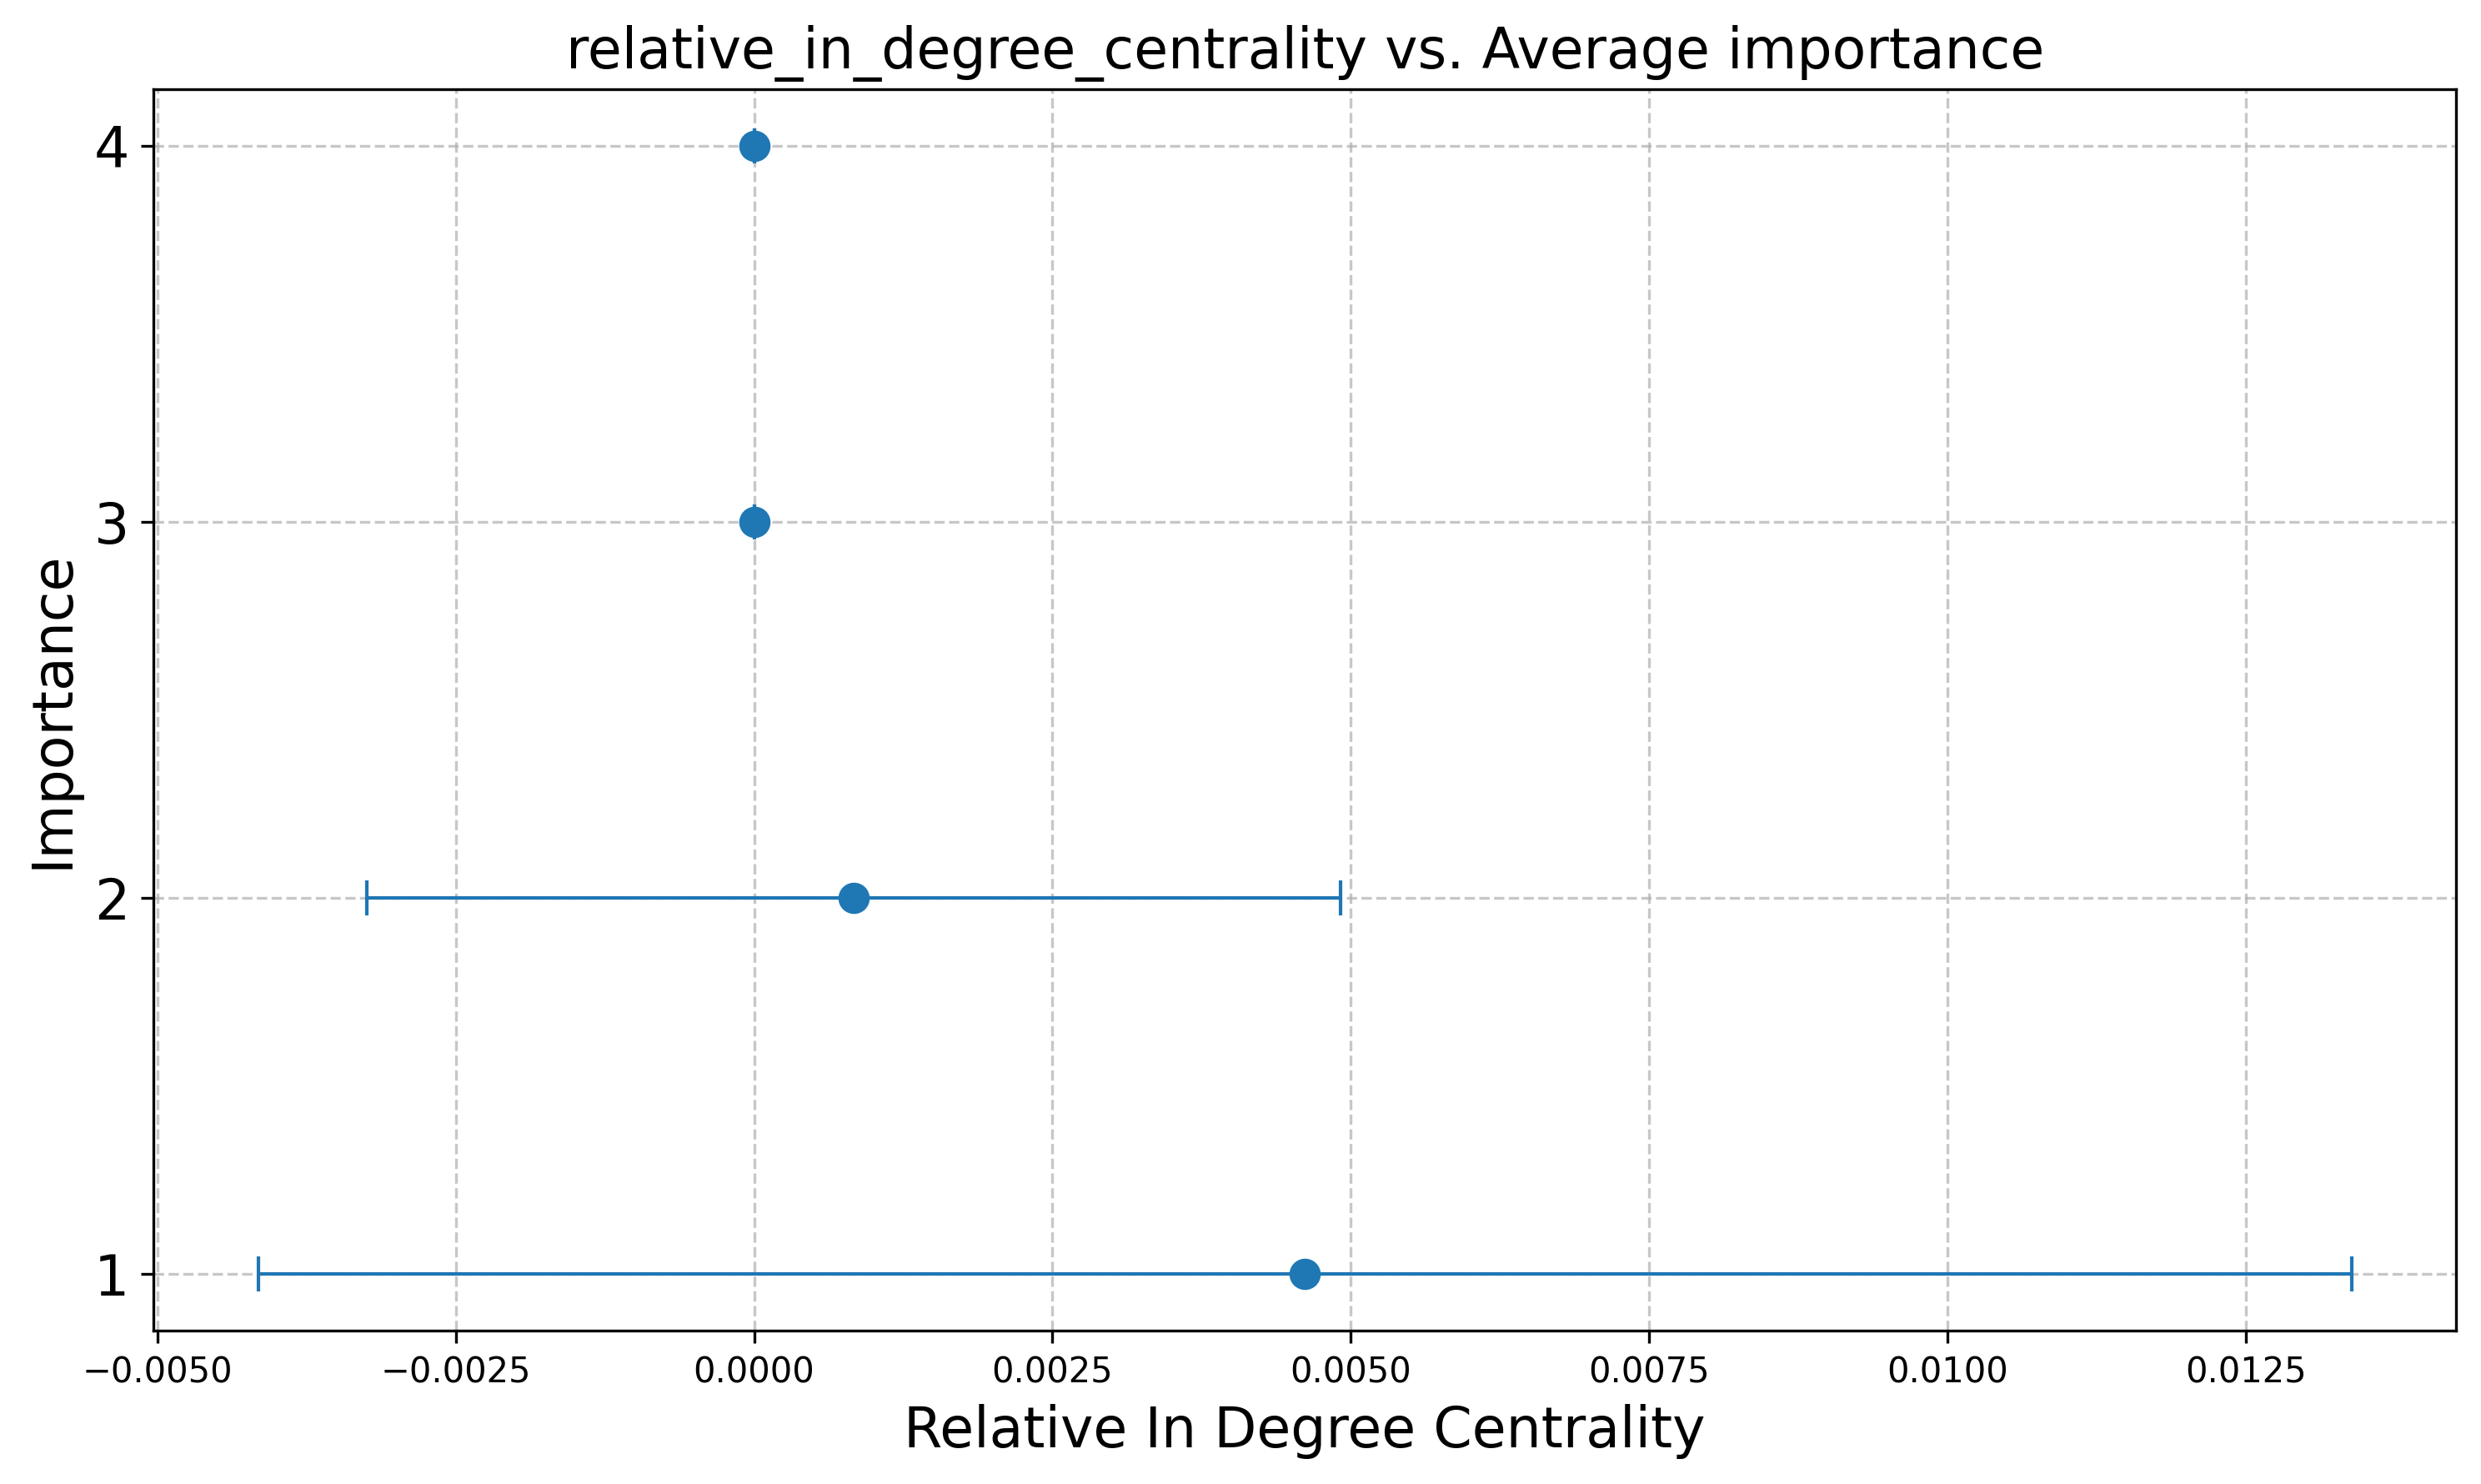 relative_in_degree_centrality vs. Average importance
4
3
2
1
Importance
−0.0050 −0.0025 0.0000 0.0025 0.0050 0.0075 0.0100 0.0125
Relative In Degree Centrality